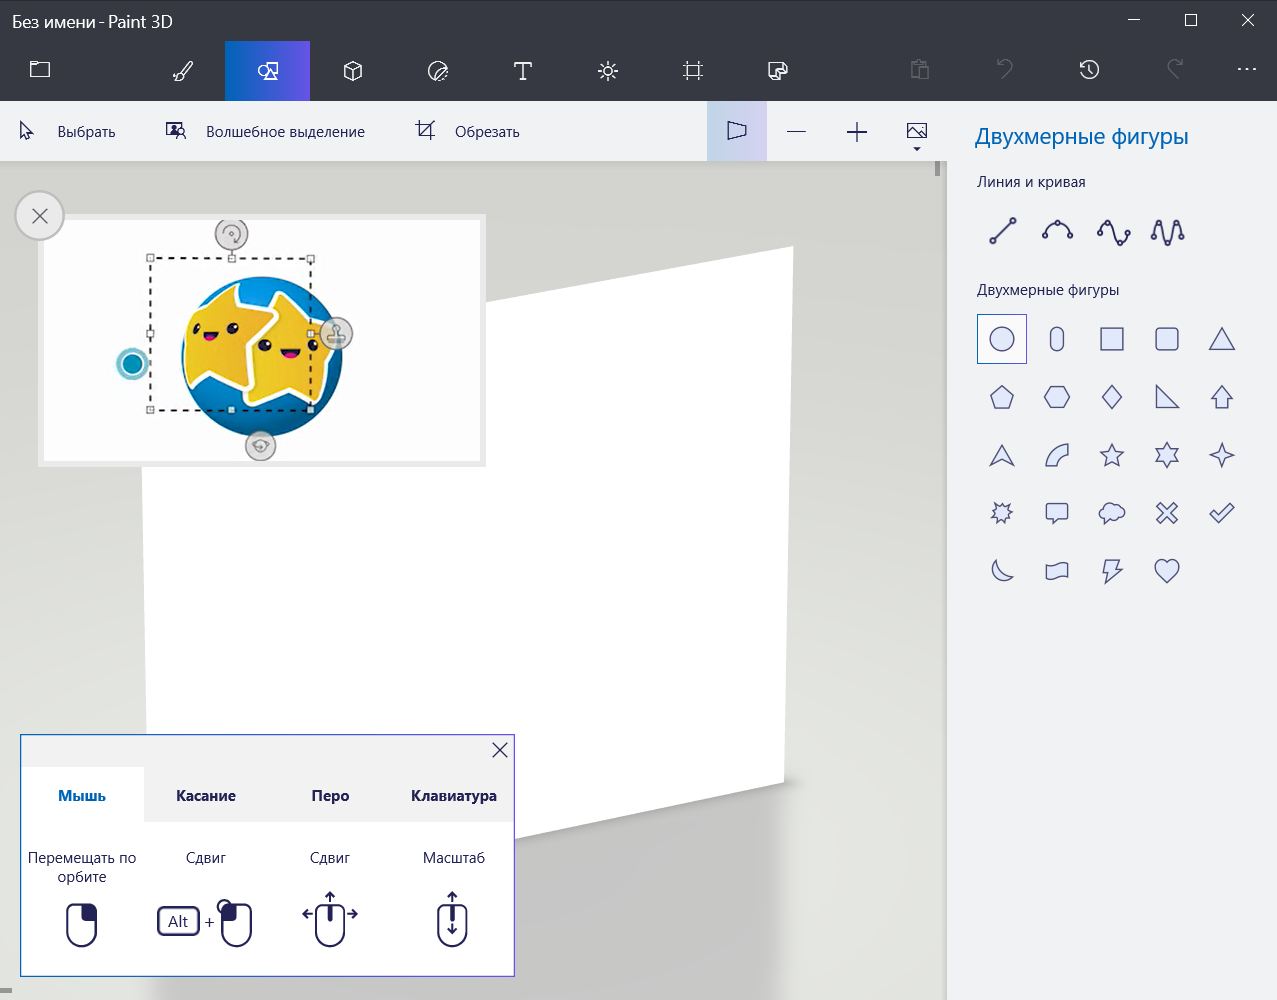 Без имени - Paint 3D
Выбрать
Волшебное выделение
Обрезать
Двухмерные фигуры
Линия и кривая
Двухмерные фигуры
Мышь
Касание
Перо
Клавиатура
Перемещать по
орбите
Сдвиг
Сдвиг
Масштаб
Alt +